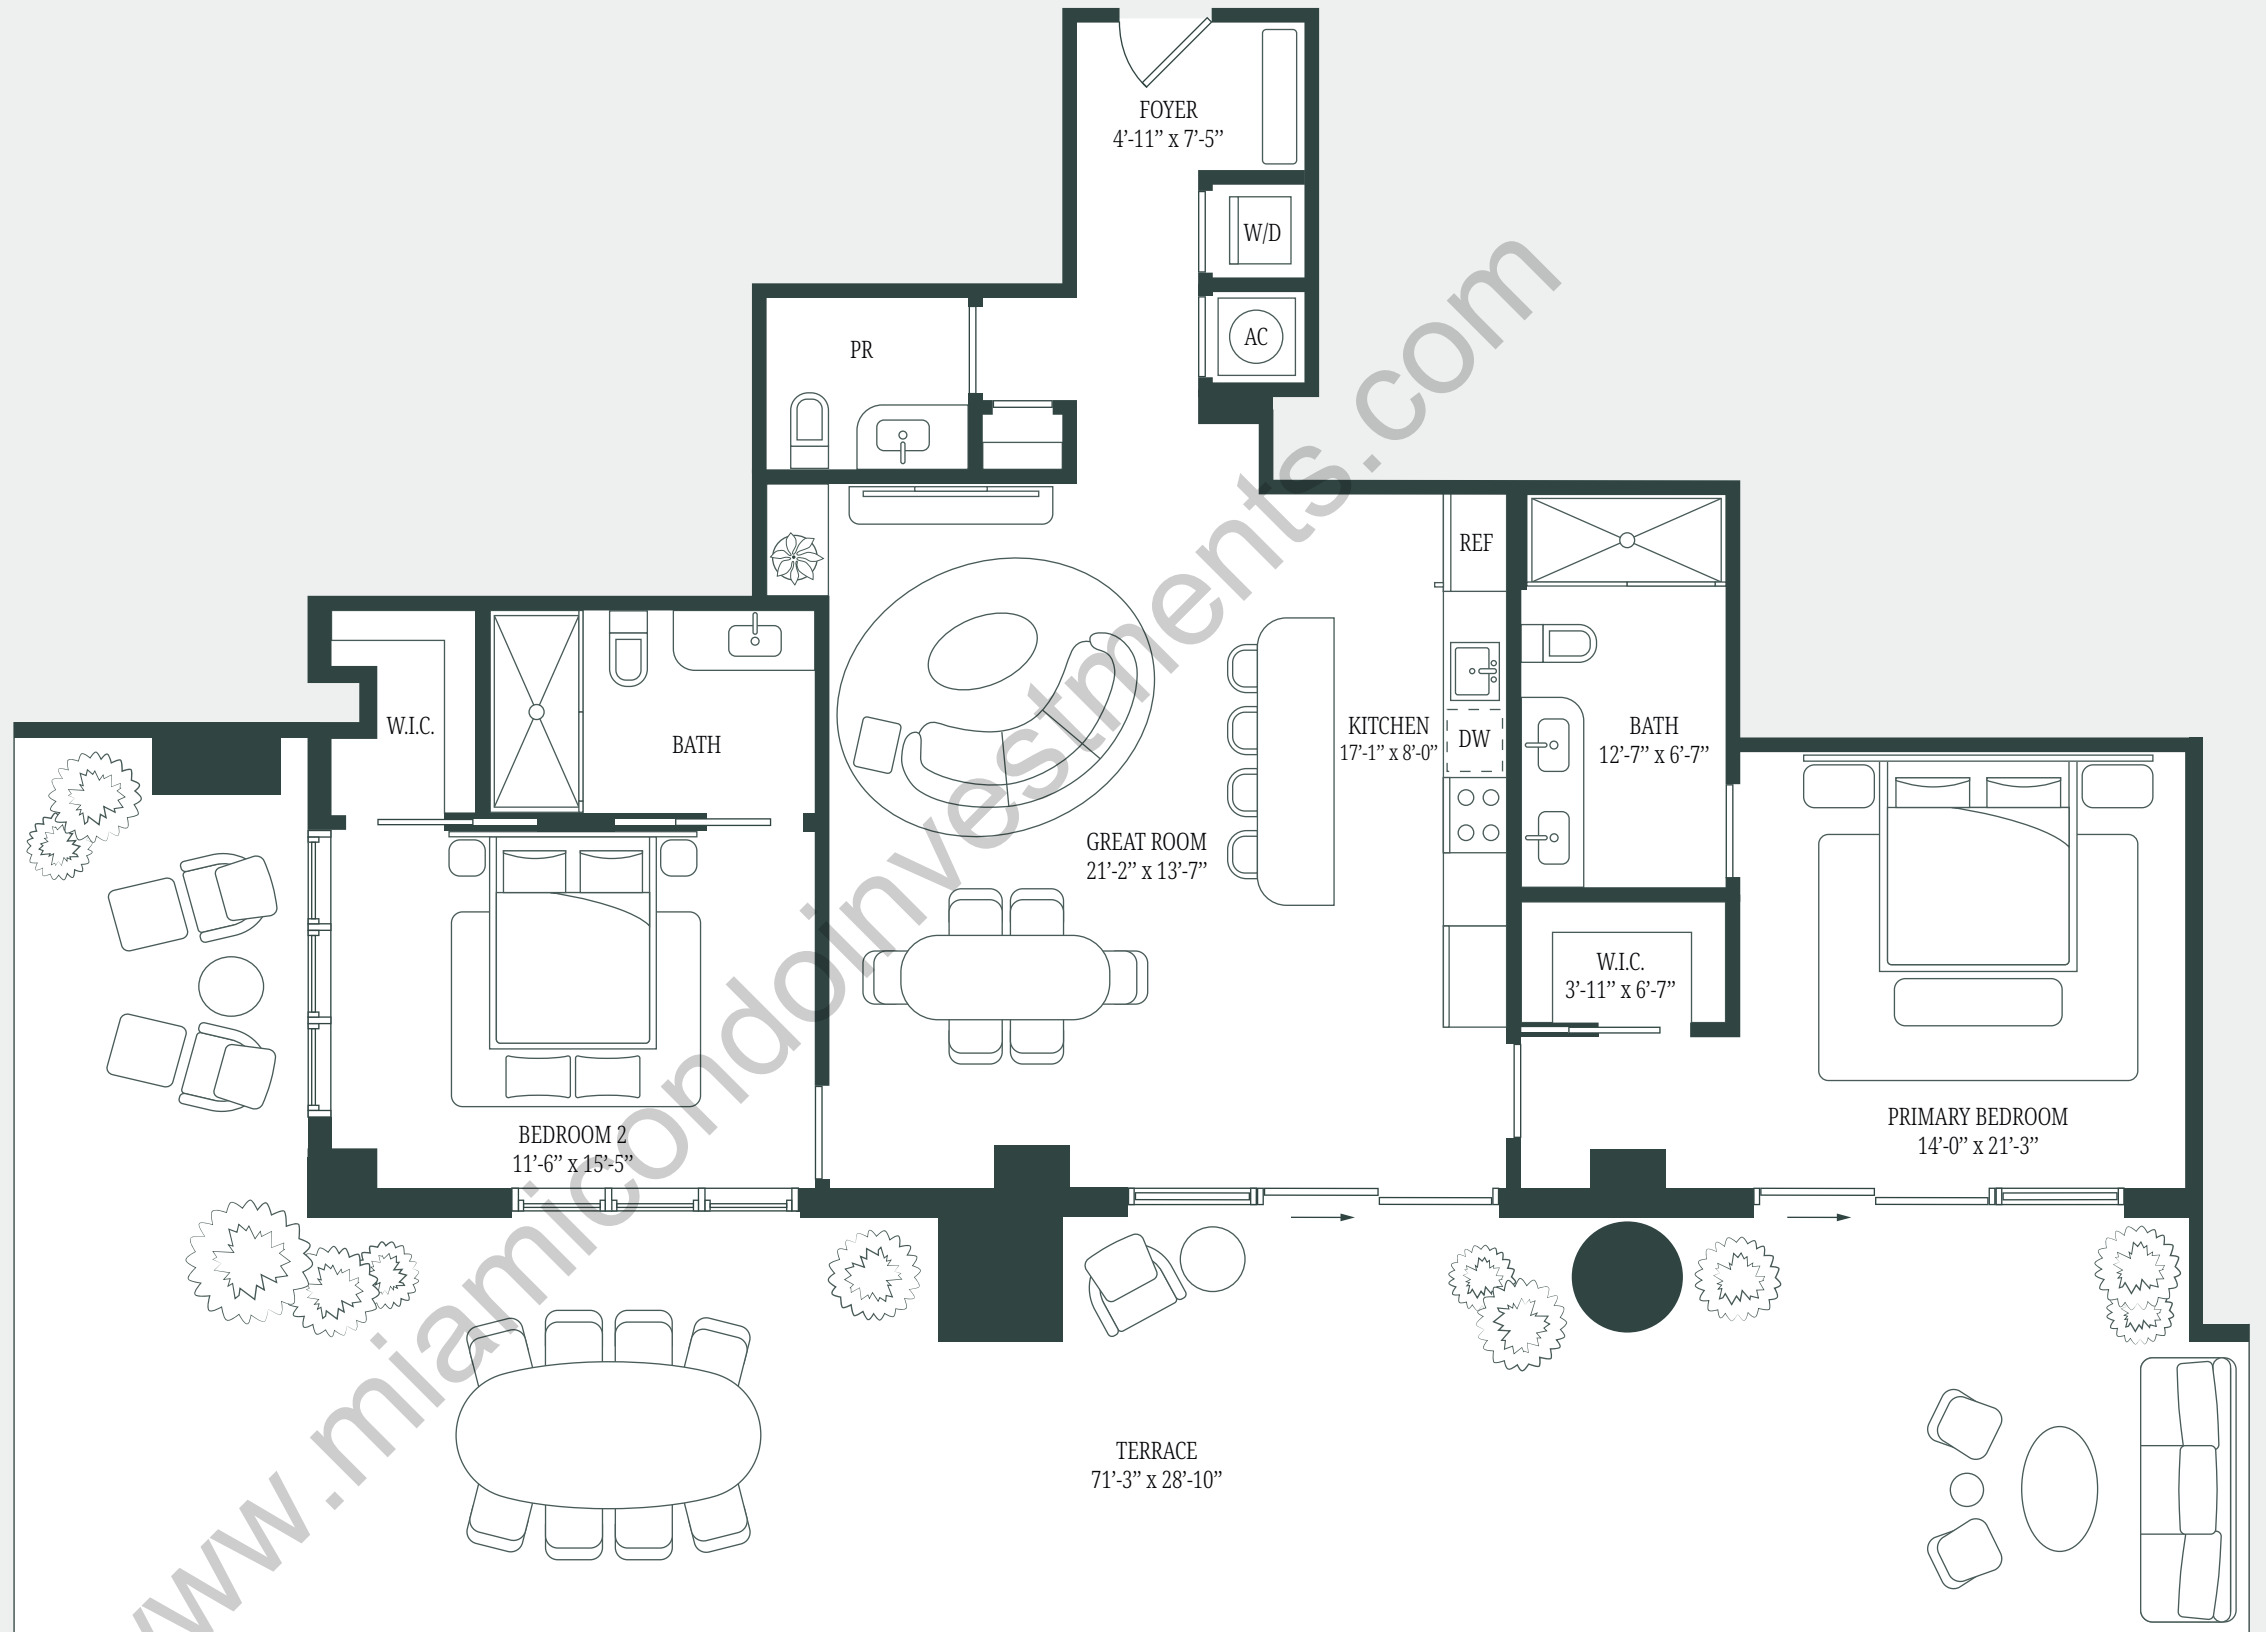 FOYER
4’-11” x 7’-5”
W/D
AC
PR
REF
W.I.C.
BATH
KITCHEN
17’-1” x 8’-0”
DW
BATH
12’-7” x 6’-7”
GREAT ROOM
21’-2” x 13’-7”
W.I.C.
3’-11” x 6’-7”
BEDROOM 2
11’-6” x 15’-5”
PRIMARY BEDROOM
14’-0” x 21’-3”
TERRACE
71’-3” x 28’-10”
www.miamicondoinvestments.com